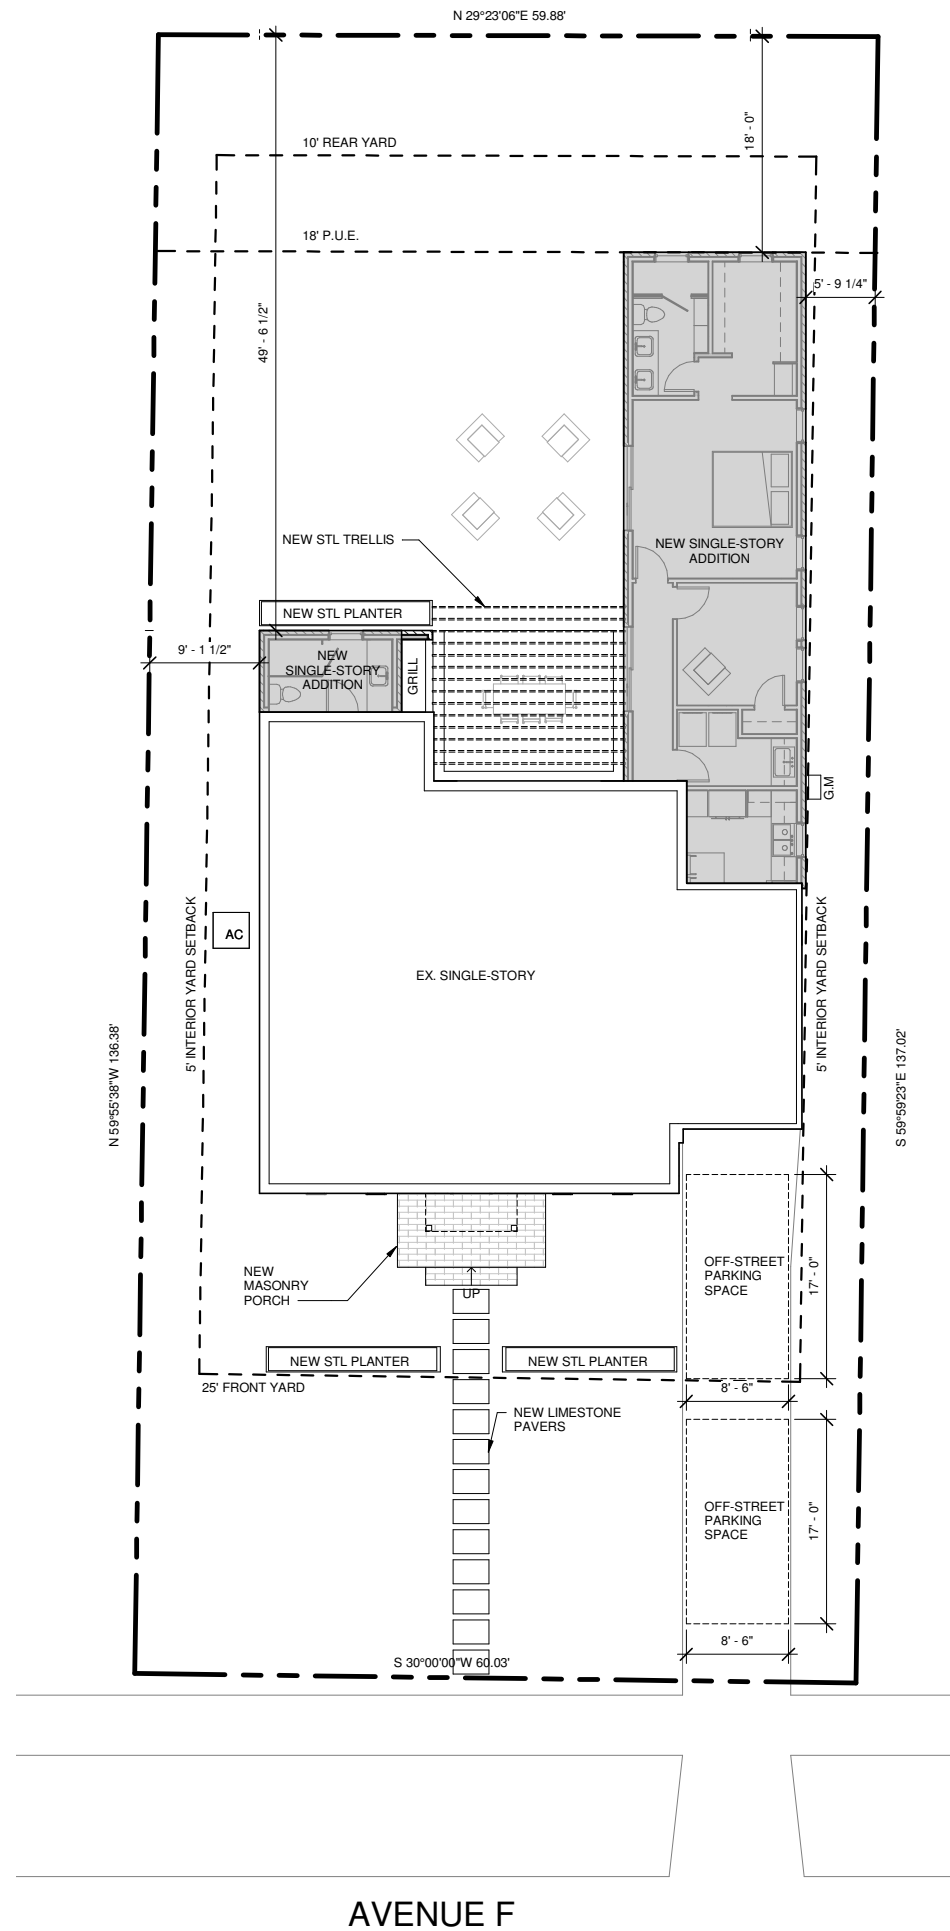 N 29°23'06"E 59.88'
10' REAR YARD
18' - 0"
18' P.U.E.
5' - 9 1/4"
49' - 6 1/2"
NEW STL TRELLIS
NEW SINGLE-STORY
ADDITION
NEW STL PLANTER
9' - 1 1/2"
NEW
SINGLE-STORY
ADDITION
GRILL
G.M
AC
5' INTERIOR YARD SETBACK
EX. SINGLE-STORY
5' INTERIOR YARD SETBACK
N 59°55'38"W 136.38'
S 59°59'23"E 137.02'
OFF-STREET
PARKING
SPACE
17' - 0"
NEW
MASONRY
PORCH
UP
NEW STL PLANTER
NEW STL PLANTER
25' FRONT YARD
8' - 6"
NEW LIMESTONE
PAVERS
OFF-STREET
PARKING
SPACE
17' - 0"
8' - 6"
S 30°00'00"W 60.03'
AVENUE F